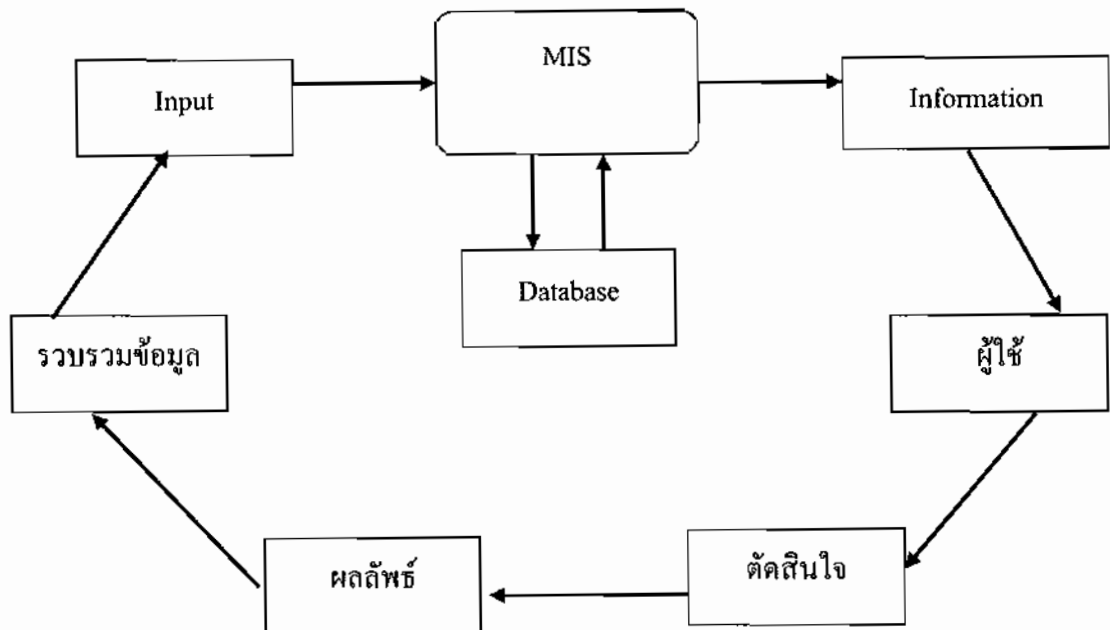 MIS
Input
Information
Database
รวบรวมข้อมูล
ผู้ใช้
ผลลัพธ์
ตัดสินใจ